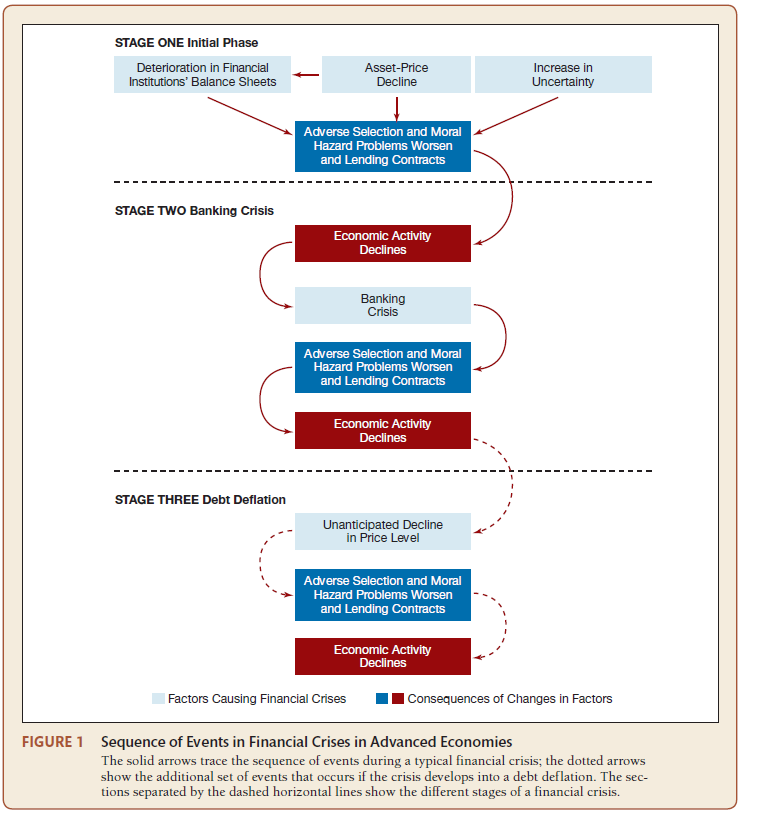 STAGE ONE Initial Phase
Deterioration in Financial
Institutions' Balance Sheets
Asset-Price
Decline
Increase in
Uncertainty
Adverse Selection and Moral
Hazard Problems Worsen
and Lending Contracts
STAGE TWO Banking Crisis
Economic Activity
Declines
Banking
Crisis
Adverse Selection and Moral
Hazard Problems Worsen
and Lending Contracts
Economic Activity
Declines
STAGE THREE Debt Deflation
Unanticipated Decline
in Price Level
Adverse Selection and Moral
Hazard Problems Worsen
and Lending Contracts
Economic Activity
Declines
Factors Causing Financial Crises
Consequences of Changes in Factors
FIGURE 1 Sequence of Events in Financial Crises in Advanced Economies
The solid arrows trace the sequence of events during a typical financial crisis; the dotted arrows
show the additional set of events that occurs if the crisis develops into a debt deflation. The sec-
tions separated by the dashed horizontal lines show the different stages of a financial crisis.